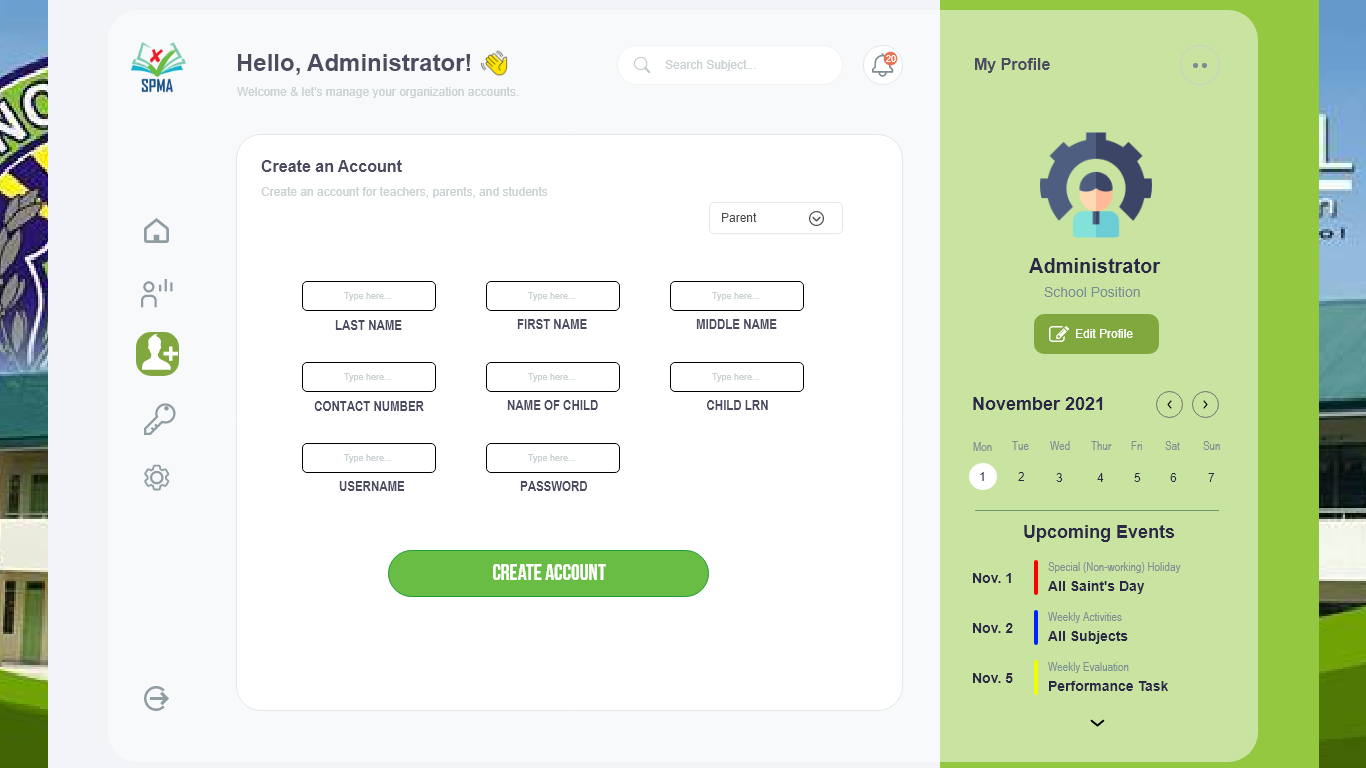 SPMA
Hello, Administrator!
Welcome & let's manage your organization accounts.
Search Subject...
20
Create an Account
Create an account for teachers, parents, and students
Parent
Type here...
Type here...
Type here...
LAST NAME
FIRST NAME
MIDDLE NAME
Type here...
Type here...
Type here...
CONTACT NUMBER
NAME OF CHILD
CHILD LRN
Type here...
Type here...
USERNAME
PASSWORD
CREATE ACCOUNT
My Profile
Administrator
School Position
Edit Profile
November 2021
Mon Tue Wed Thur Fri Sat Sun
1 2 3 4 5 6 7
Upcoming Events
Nov. 1
Special (Non-working) Holiday
All Saint's Day
Nov. 2
Weekly Activities
All Subjects
Nov. 5
Weekly Evaluation
Performance Task